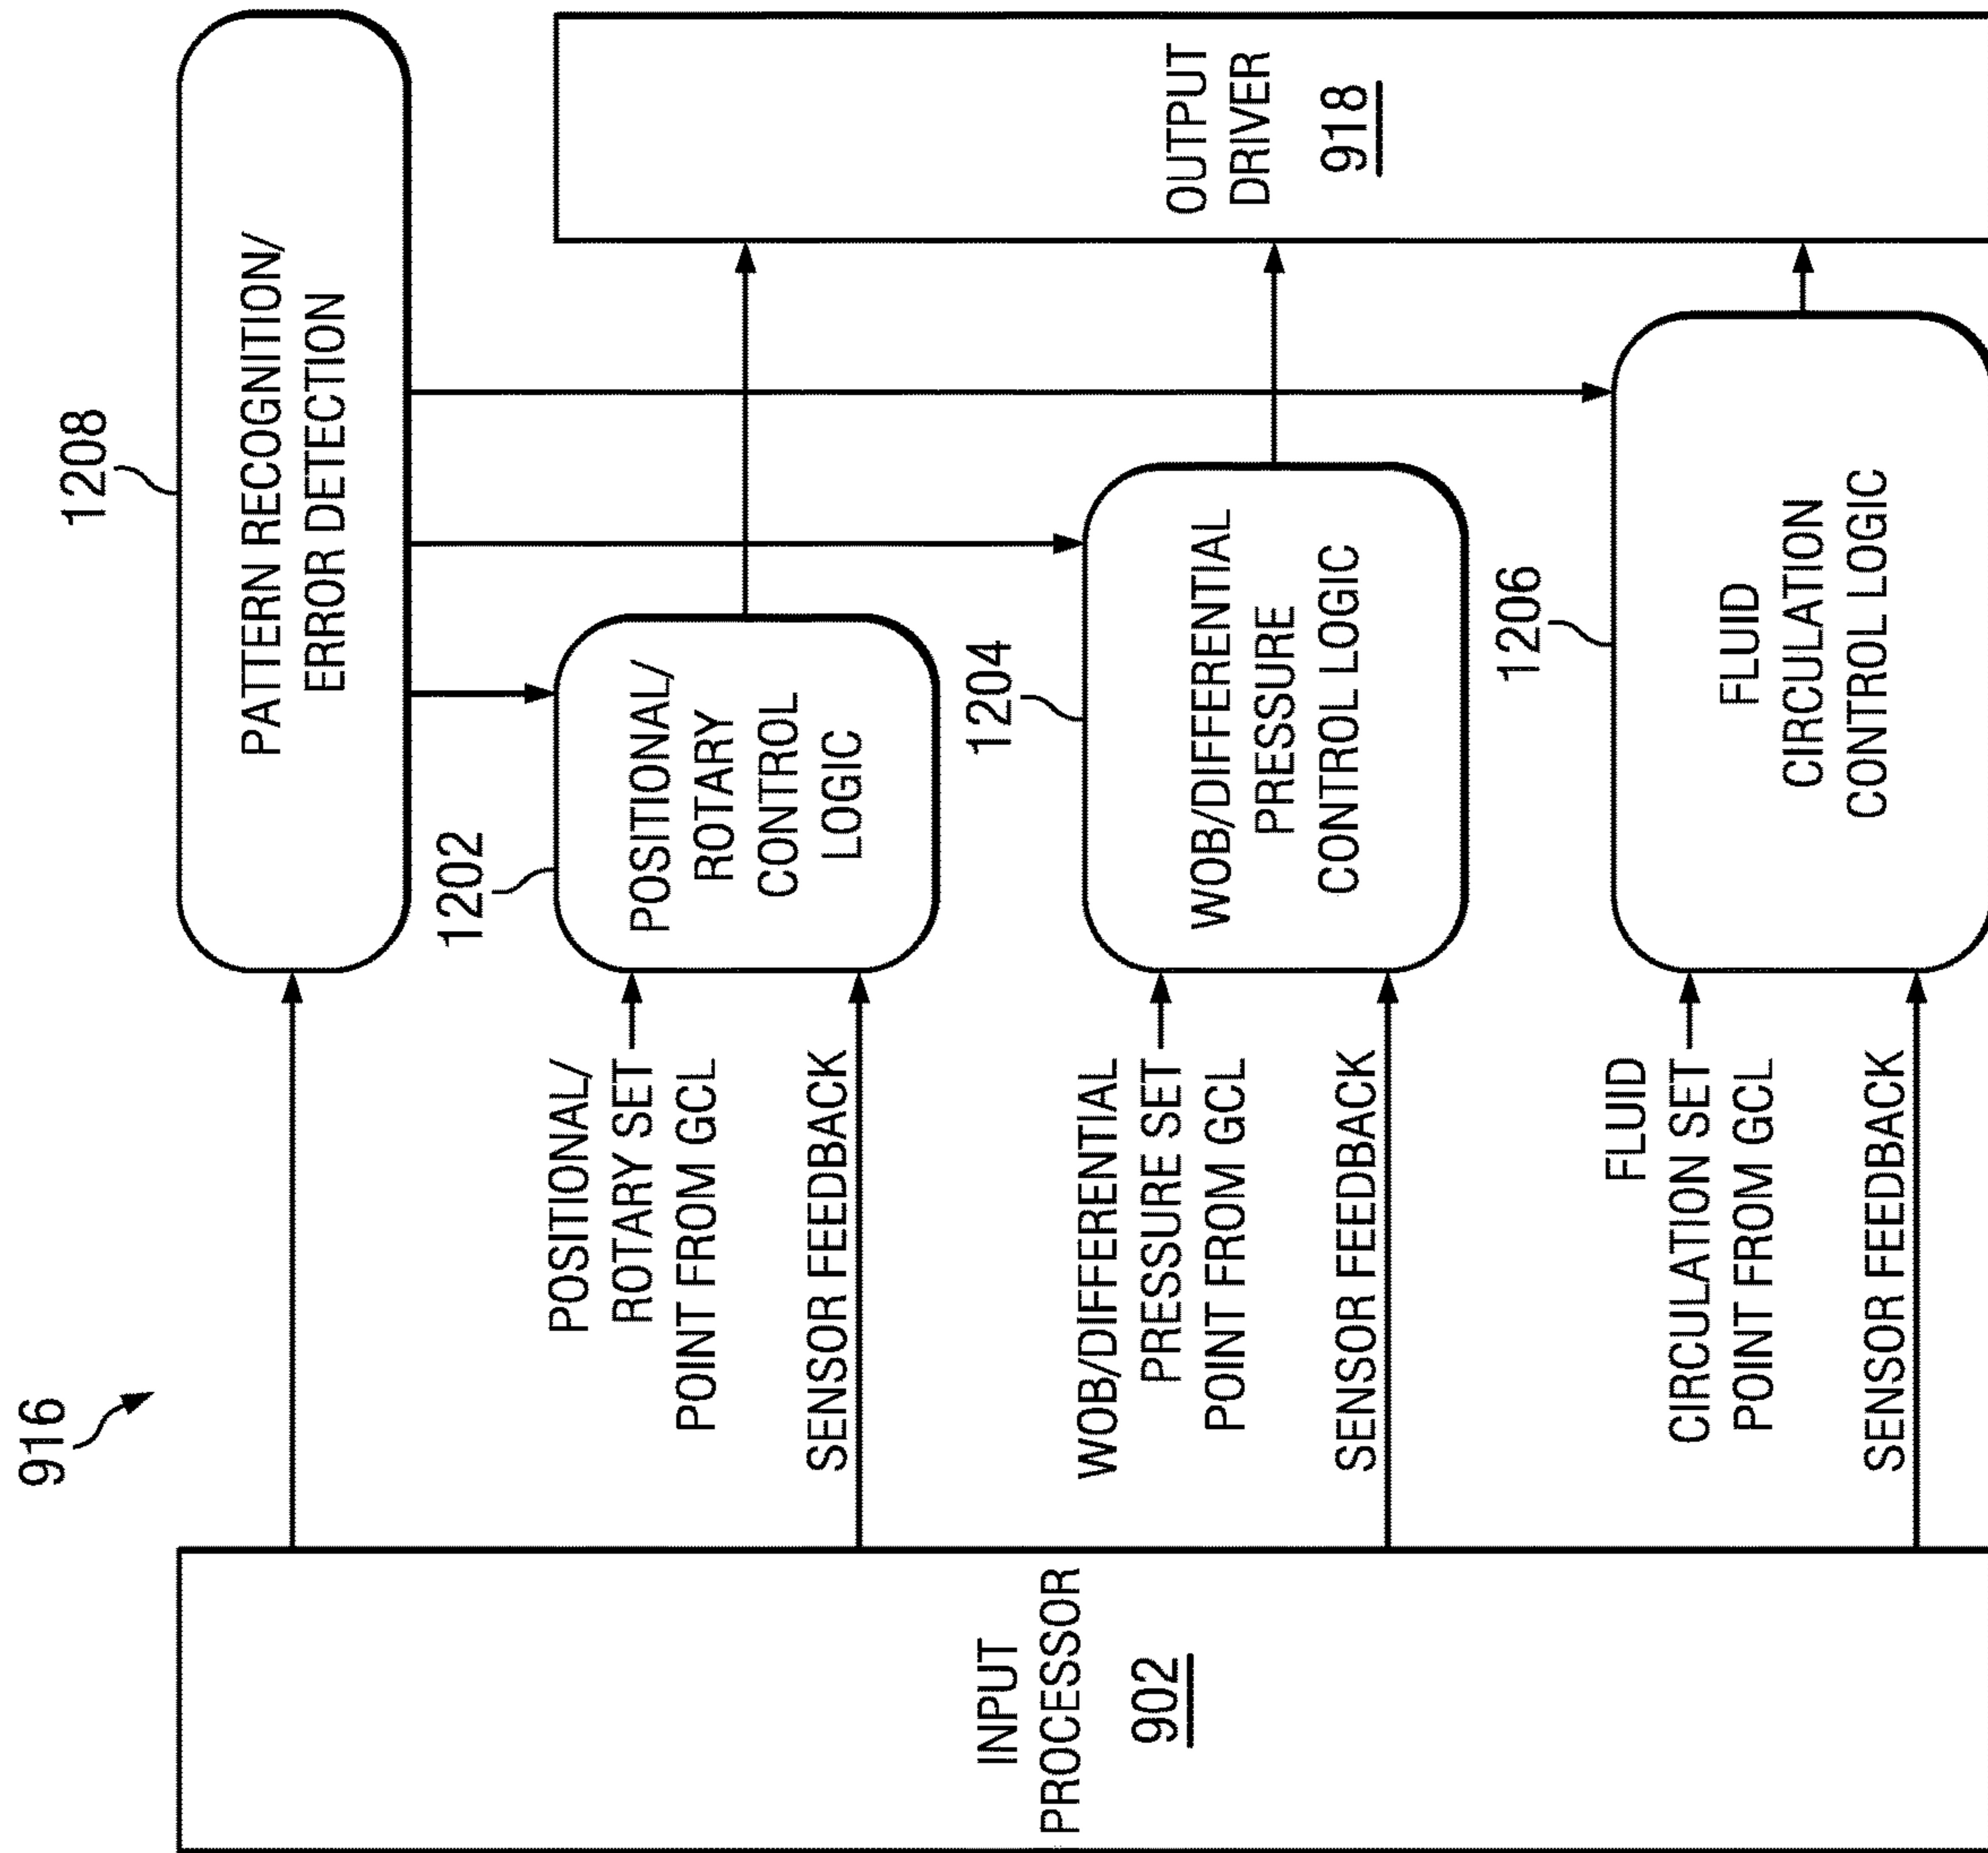 916
INPUT
PROCESSOR
902
1208
PATTERN RECOGNITION/
ERROR DETECTION
POSITIONAL/
ROTARY SET
POINT FROM GCL
SENSOR FEEDBACK
1202
POSITIONAL/
ROTARY
CONTROL
LOGIC
WOB/DIFFERENTIAL
PRESSURE SET
POINT FROM GCL
SENSOR FEEDBACK
1204
WOB/DIFFERENTIAL
PRESSURE
CONTROL LOGIC
FLUID
CIRCULATION SET
POINT FROM GCL
SENSOR FEEDBACK
1206
FLUID
CIRCULATION
CONTROL LOGIC
OUTPUT
DRIVER
918